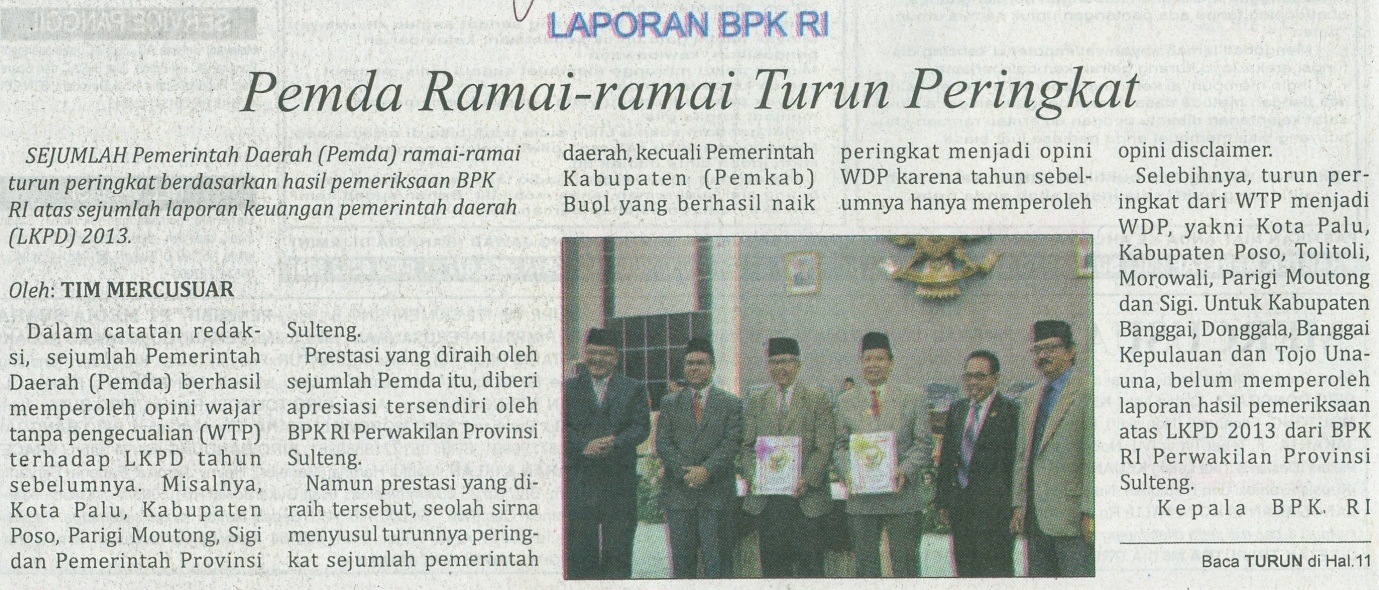 LAPORAN BPK RI
Pemda Ramai-ramai Turun Peringkat
SEJUMLAH Pemerintah Daerah (Pemda) ramai-ramai
turun peringkat berdasarkan hasil pemeriksaan BPK
RI atas sejumlah laporan keuangan pemerintah daerah
(LKPD) 2013.
Oleh: TIM MERCUSUAR
Dalam catatan redak-
si, sejumlah Pemerintah
Daerah (Pemda) berhasil
memperoleh opini wajar
tanpa pengecualian (WTP)
terhadap LKPD tahun
sebelumnya. Misalnya,
Kota Palu, Kabupaten
Poso, Parigi Moutong, Sigi
dan Pemerintah Provinsi
Sulteng.
Prestasi yang diraih oleh
sejumlah Pemda itu, diberi
apresiasi tersendiri oleh
BPK RI Perwakilan Provinsi
Sulteng.
Namun prestasi yang di-
raih tersebut, seolah sirna
menyusul turunnya pering-
kat sejumlah pemerintah
daerah, kecuali Pemerintah
Kabupaten (Pemkab)
Buol yang berhasil naik
peringkat menjadi opini
WDP karena tahun sebel-
umnya hanya memperoleh
opini disclaimer.
Selebihnya, turun per-
ingkat dari WTP menjadi
WDP, yakni Kota Palu,
Kabupaten Poso, Tolitoli,
Morowali, Parigi Moutong
dan Sigi. Untuk Kabupaten
Banggai, Donggala, Banggai
Kepulauan dan Tojo Una-
una, belum memperoleh
laporan hasil pemeriksaan
atas LKPD 2013 dari BPK
RI Perwakilan Provinsi
Sulteng.
Kepala BPK RI
Baca TURUN di Hal.11